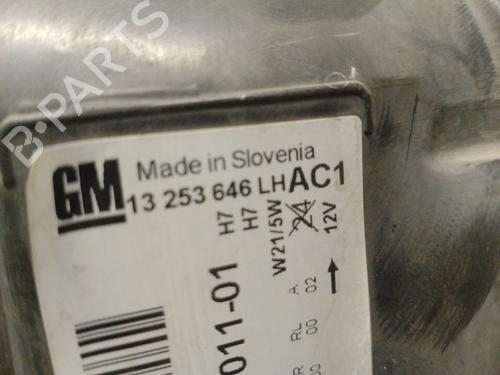 B-PARTS
GM
Made in Slovenia
13 253 646 LH AC1
H7
H7
W21/5W
24
12V
011-01
A
02
RL
00
R
00